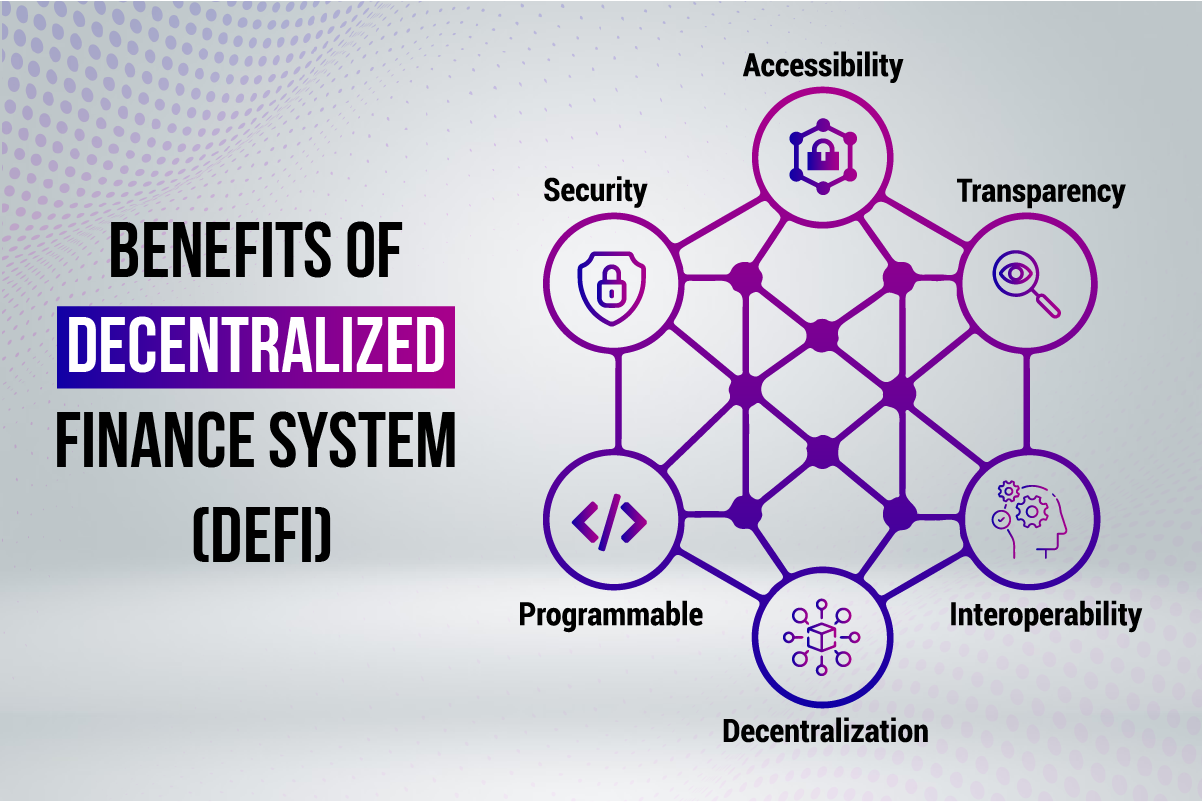 BENEFITS OF
DECENTRALIZED
FINANCE SYSTEM
(DEFI)
Accessibility
Security
Transparency
Programmable
Interoperability
Decentralization